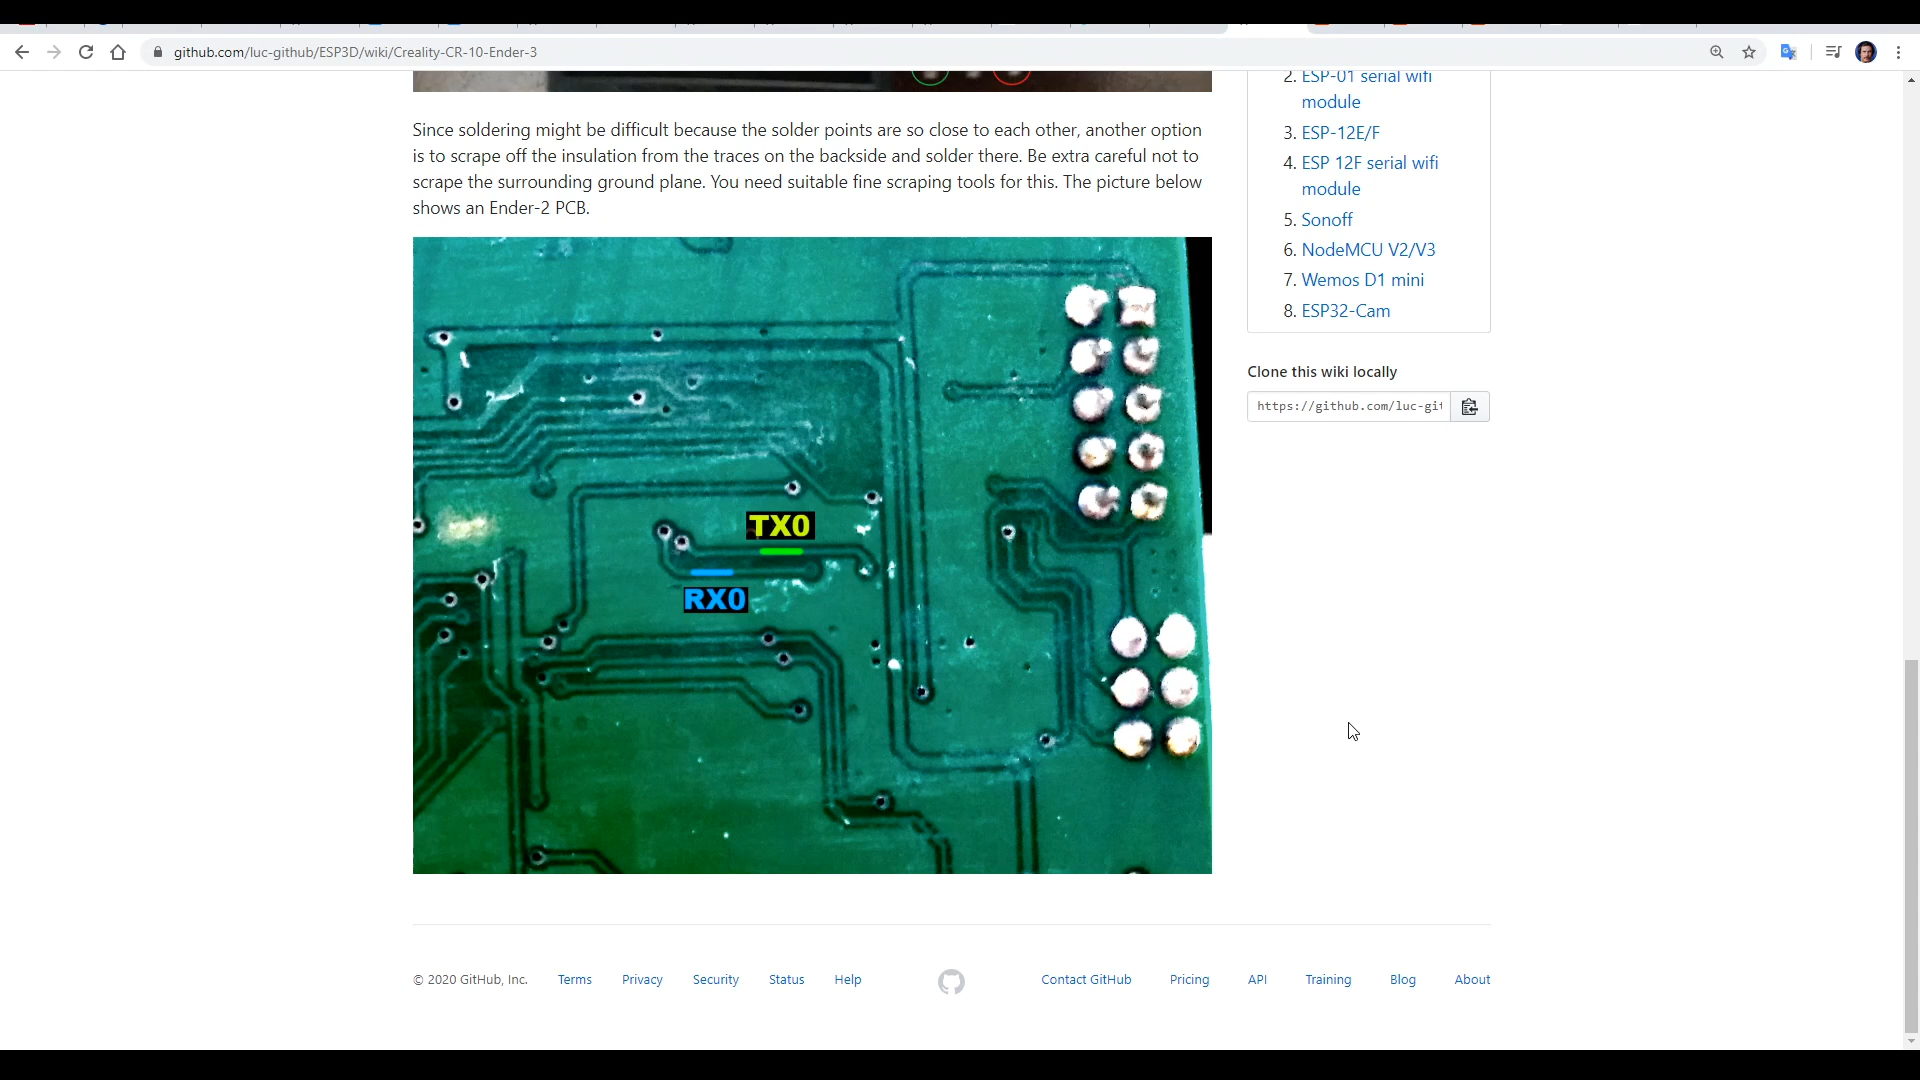 github.com/luc-github/ESP3D/wiki/Creality-CR-10-Ender-3
Since soldering might be difficult because the solder points are so close to each other, another option
is to scrape off the insulation from the traces on the backside and solder there. Be extra careful not to
scrape the surrounding ground plane. You need suitable fine scraping tools for this. The picture below
shows an Ender-2 PCB.
TX0
RX0
2. ESP-01 serial wifi
module
3. ESP-12E/F
4. ESP 12F serial wifi
module
5. Sonoff
6. NodeMCU V2/V3
7. Wemos D1 mini
8. ESP32-Cam
Clone this wiki locally
https://github.com/luc-git
© 2020 GitHub, Inc. Terms Privacy Security Status Help Contact GitHub Pricing API Training Blog About